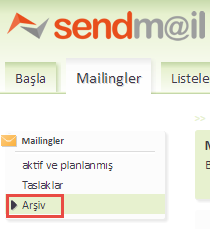 sendm@il
Başla Mailingler Listele
>>
Mailingler
aktif ve planlanmış
Taslaklar
Arşiv